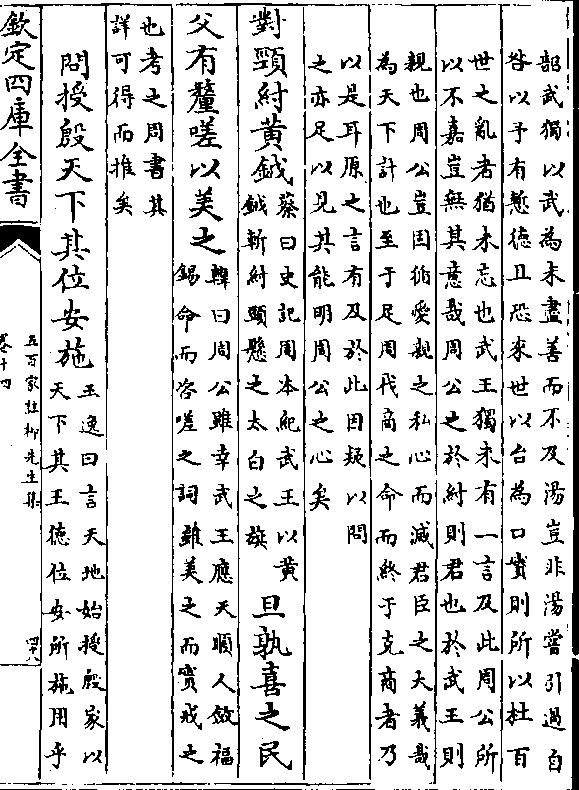 韶武獨以武為未盡善而不及湯豈非湯嘗引過自
咎以予有慙德且恐來世以台為口實則所以杜百
世之亂者猶未忘也武王獨未有一言及此周公所
以不嘉豈無其意哉周公之於紂則君也於武王則
親也周公豈固徇愛親之私心而滅君臣之大義哉
為天下計也至于足周代商之命而終于克商者乃
以是耳原之言有及於此因疑以問
之亦足以見其能明周公之心矣
對頸紂黃鉞蔡曰史記周本紀武王以黃鉞斬紂頭懸之太白之旗旦孰喜之民
父有釐嗟以美之韓曰周公雖幸武王應天順人斂福錫命而咨嗟之詞雖美之而實戒之
也考之周書其
詳可得而推矣
問授殷天下其位安施王逸曰言天地始授殷家以天下其王德位安所施用乎
欽定四庫全書
五百家註柳先生集
卷十四
四八